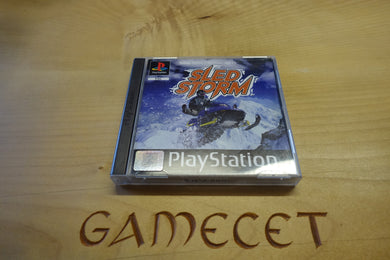 SLED
STORM
PlayStation
GAMECET